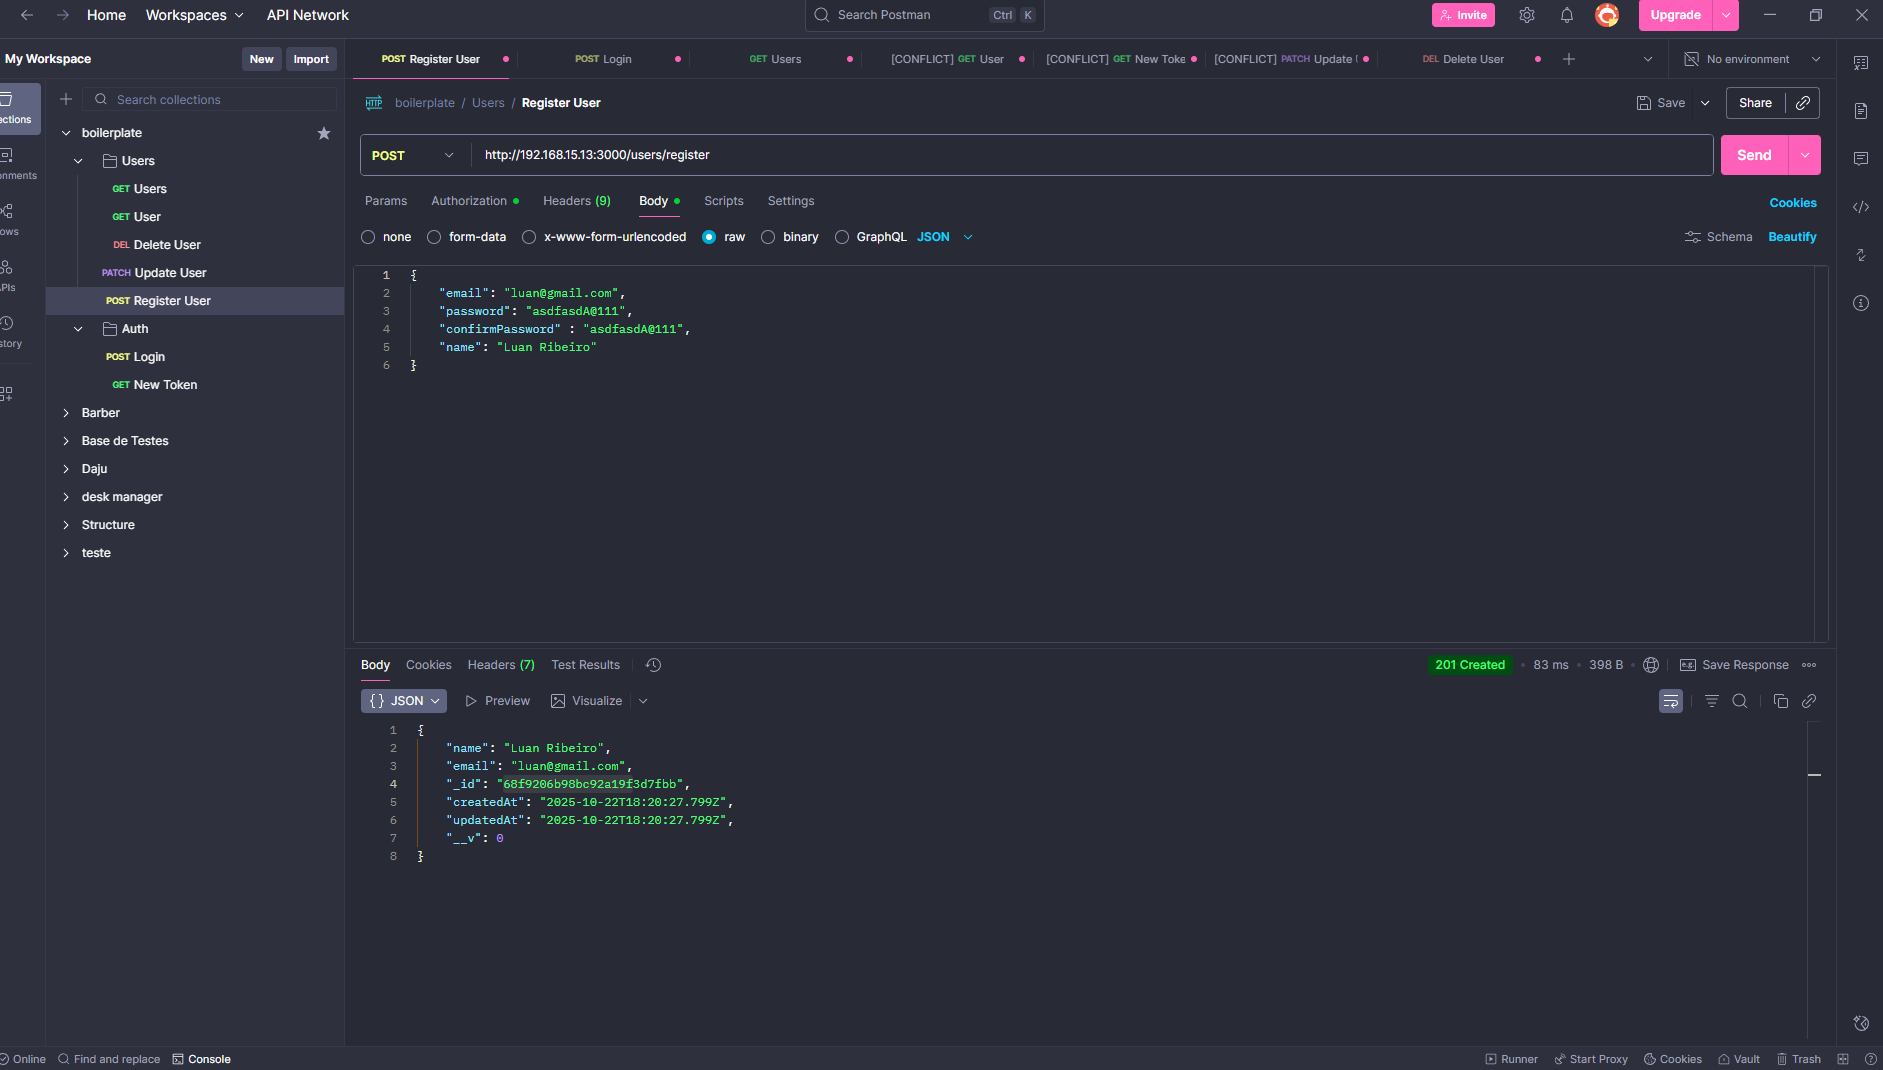 Home Workspaces API Network Search Postman Ctrl K Invite Upgrade
My Workspace New Import
POST Register User POST Login GET Users [CONFLICT] GET User [CONFLICT] GET New Toke [CONFLICT] PATCH Update DEL Delete User No environment
Search collections
boilerplate
Users
GET Users
GET User
DEL Delete User
PATCH Update User
POST Register User
Auth
POST Login
GET New Token
Barber
Base de Testes
Daju
desk manager
Structure
teste
ections
onments
ows
APIs
story
HTTP boilerplate / Users / Register User Save Share
POST http://192.168.15.13:3000/users/register Send
Params Authorization Headers (9) Body Scripts Settings Cookies
none form-data x-www-form-urlencoded raw binary GraphQL JSON Schema Beautify
1 {
2 "email": "luan@gmail.com",
3 "password": "asdfasdA@111",
4 "confirmPassword" : "asdfasdA@111",
5 "name": "Luan Ribeiro"
6 }
Body Cookies Headers (7) Test Results 201 Created 83 ms 398 B e.g. Save Response
{} JSON Preview Visualize
1 {
2 "name": "Luan Ribeiro",
3 "email": "luan@gmail.com",
4 "_id": "68f9206b98bc92a19f3d7fbb",
5 "createdAt": "2025-10-22T18:20:27.799Z",
6 "updatedAt": "2025-10-22T18:20:27.799Z",
7 "__v": 0
8 }
Online Find and replace Console Runner Start Proxy Cookies Vault Trash